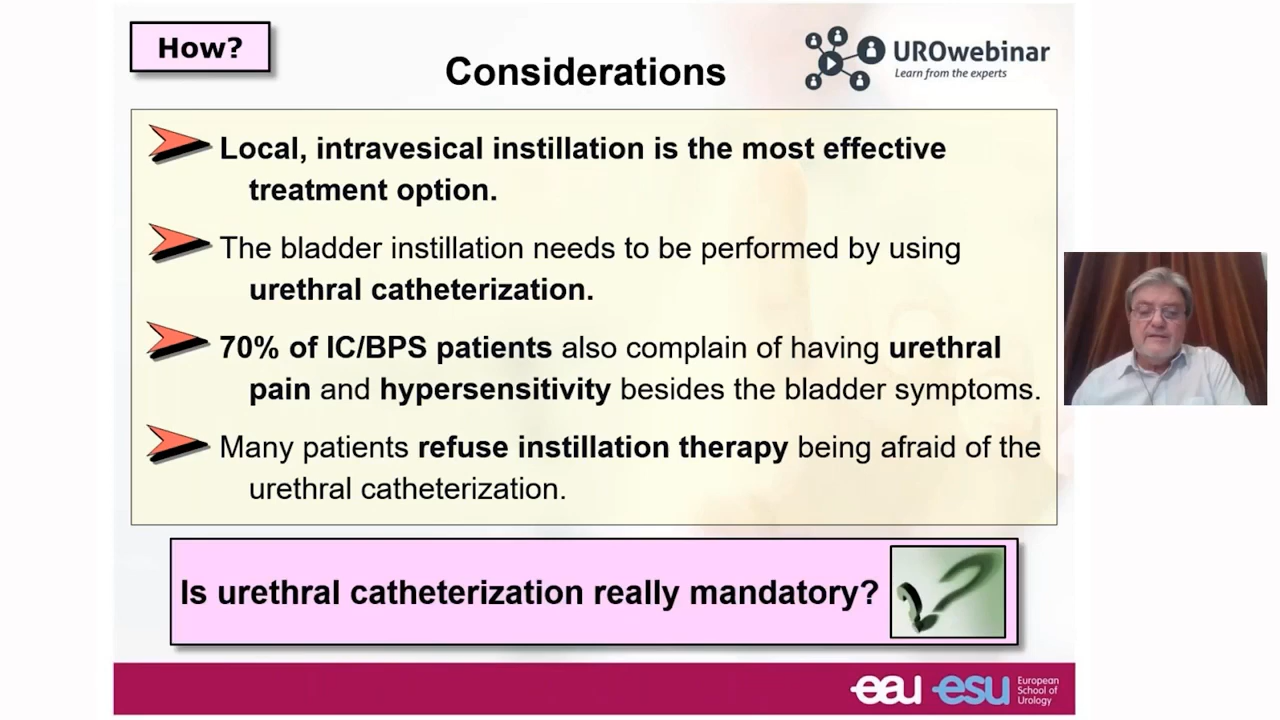 How?
Considerations
UROwebinar
Learn from the experts
Local, intravesical instillation is the most effective
treatment option.
The bladder instillation needs to be performed by using
urethral catheterization.
70% of IC/BPS patients also complain of having urethral
pain and hypersensitivity besides the bladder symptoms.
Many patients refuse instillation therapy being afraid of the
urethral catheterization.
Is urethral catheterization really mandatory?
?
eau esu European
School of
Urology